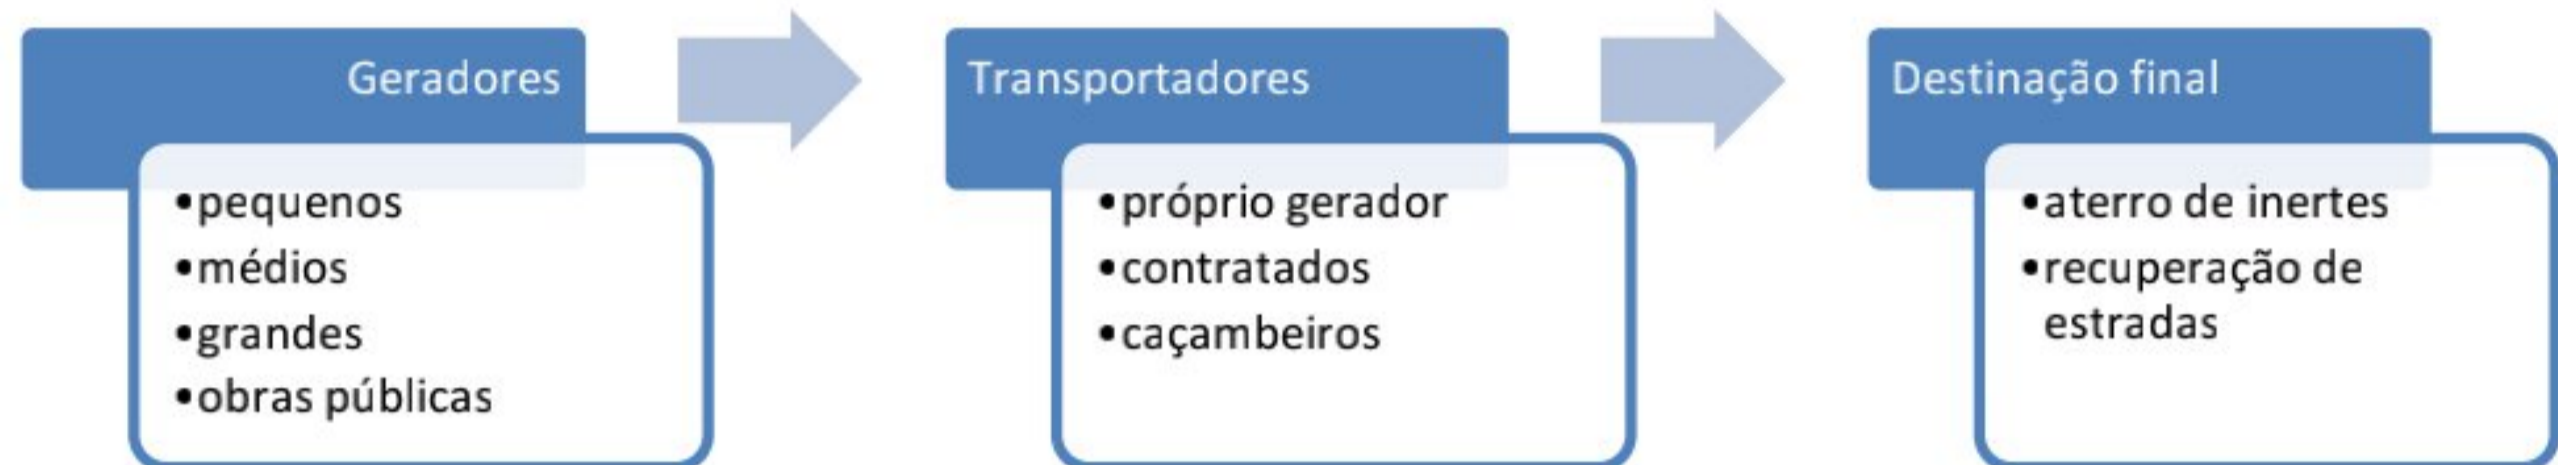 Geradores
•pequenos
•médios
•grandes
•obras públicas
Transportadores
•próprio gerador
•contratados
•caçambeiros
Destinação final
•aterro de inertes
•recuperação de
estradas